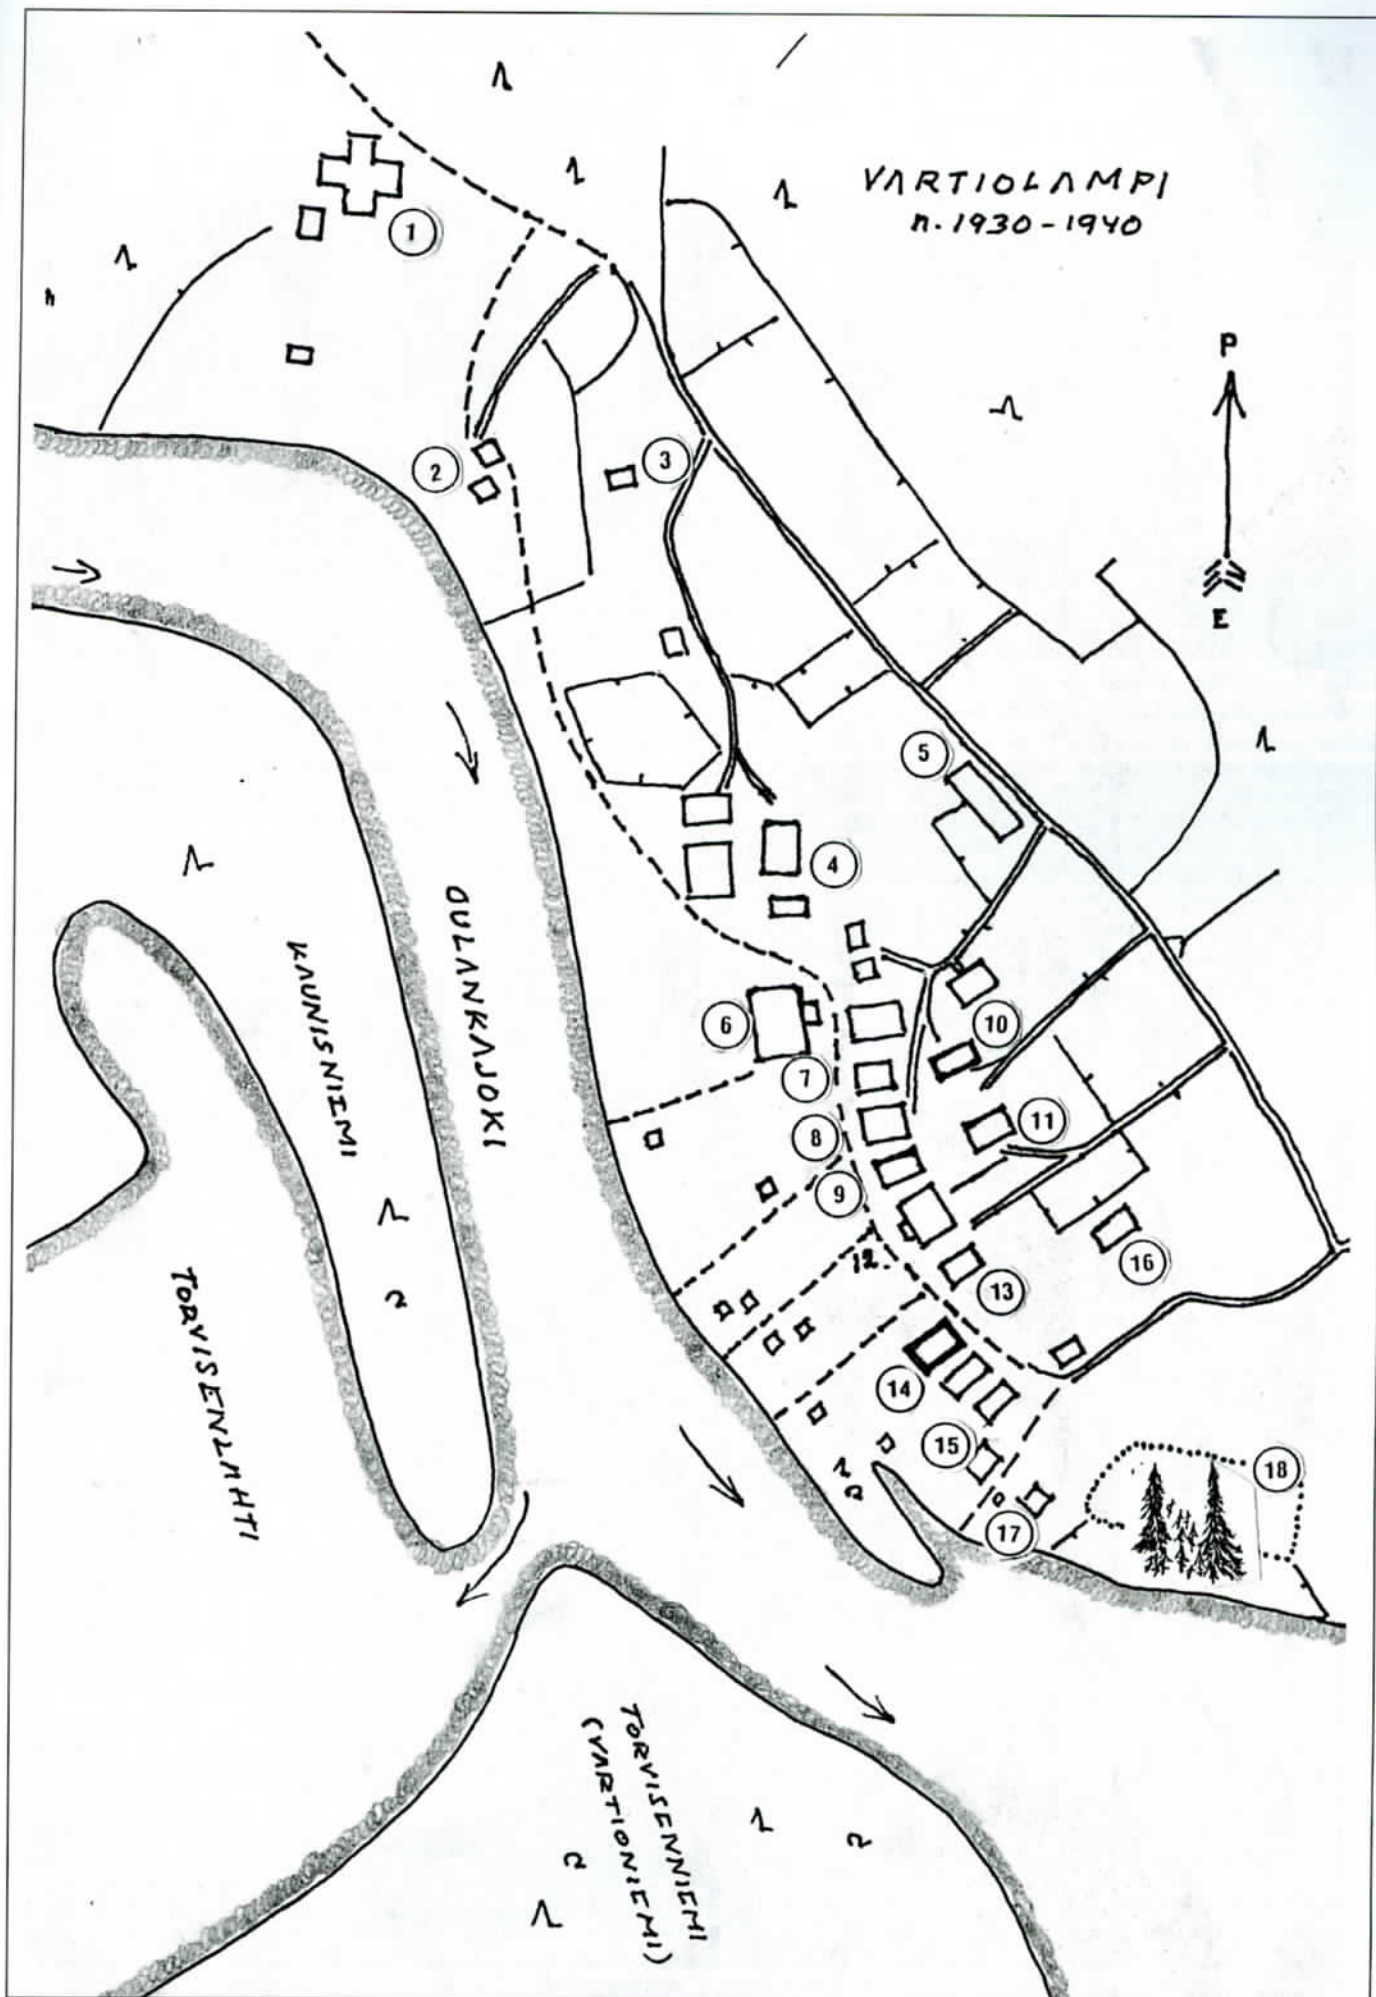 VARTIOLAMPI
n. 1930-1940
1
P
E
2
3
5
4
OULANKAJOKI
KAUNISNIEMI
6
10
7
11
8
9
12.
16
13
TORVISENLAHTI
14
15
18
17
TORVISENNIEMI
(VARTIONIEMI)